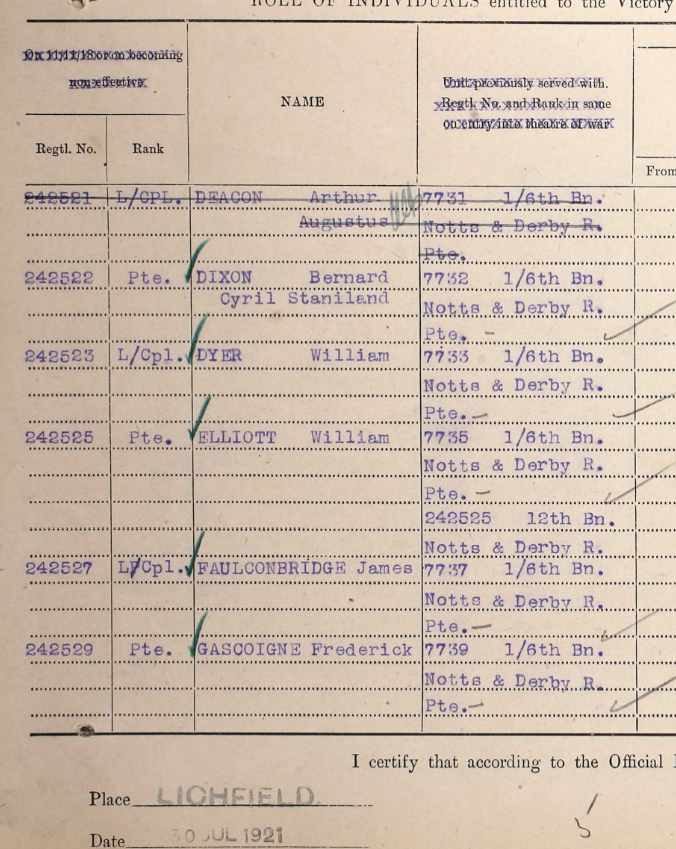 ROLL OF INDIVIDUALS entitled to the Victory
On 11/11/18 or on becoming
non-effective.
Unit previously served with.
Regtl. No. and Rank in same
on entry into theatre of war
NAME
Regtl. No. Rank
From
242521 L/CPL. DEACON Arthur 7731 1/6th Bn.
Augustus Notts & Derby R.
Pte.
242522 Pte. DIXON Bernard 7732 1/6th Bn.
Cyril Staniland Notts & Derby R.
Pte. -
242523 L/Cpl. DYER William 7733 1/6th Bn.
Notts & Derby R.
Pte. -
242525 Pte. ELLIOTT William 7735 1/6th Bn.
Notts & Derby R.
Pte. -
242525 12th Bn.
Notts & Derby R.
242527 L/Cpl. FAULCONBRIDGE James 7737 1/6th Bn.
Notts & Derby R.
Pte. -
242529 Pte. GASCOIGNE Frederick 7739 1/6th Bn.
Notts & Derby R.
Pte. -
I certify that according to the Official
Place LICHFIELD.
Date 30 JUL 1921